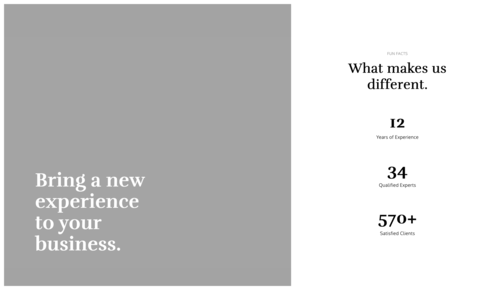 Bring a new
experience
to your
business.
FUN FACTS
What makes us
different.
12
Years of Experience
34
Qualified Experts
570+
Satisfied Clients